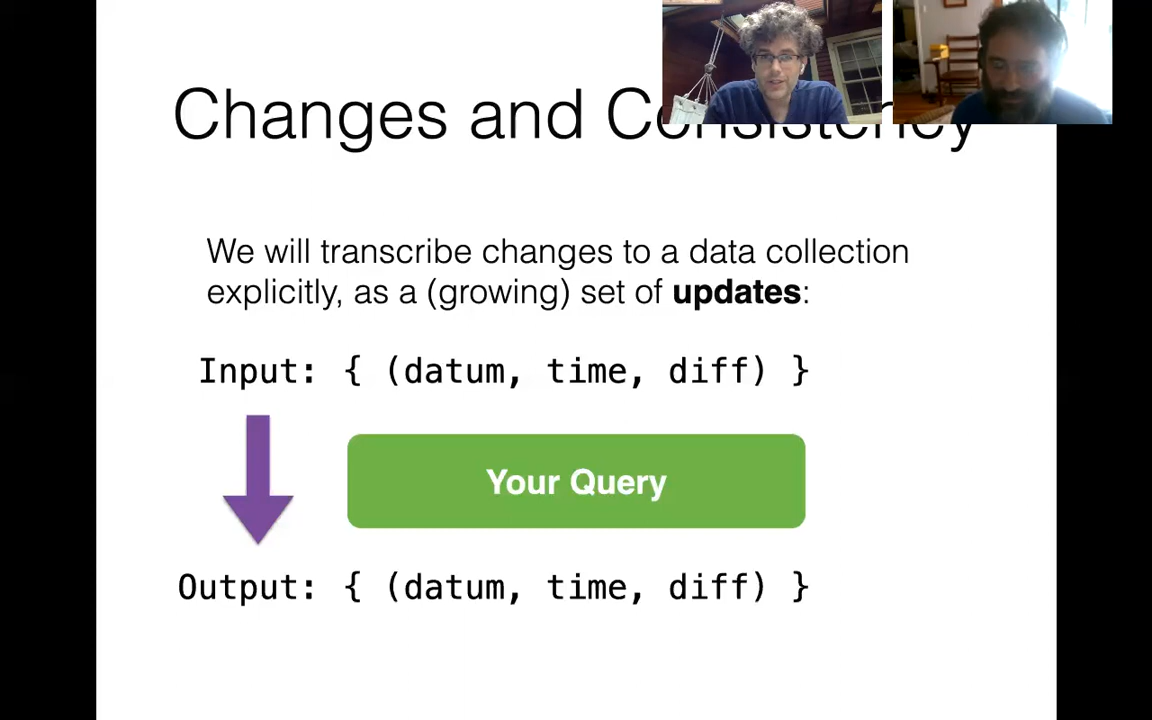 Changes and Consistency
We will transcribe changes to a data collection
explicitly, as a (growing) set of updates:
Input: { (datum, time, diff) }
Your Query
Output: { (datum, time, diff) }